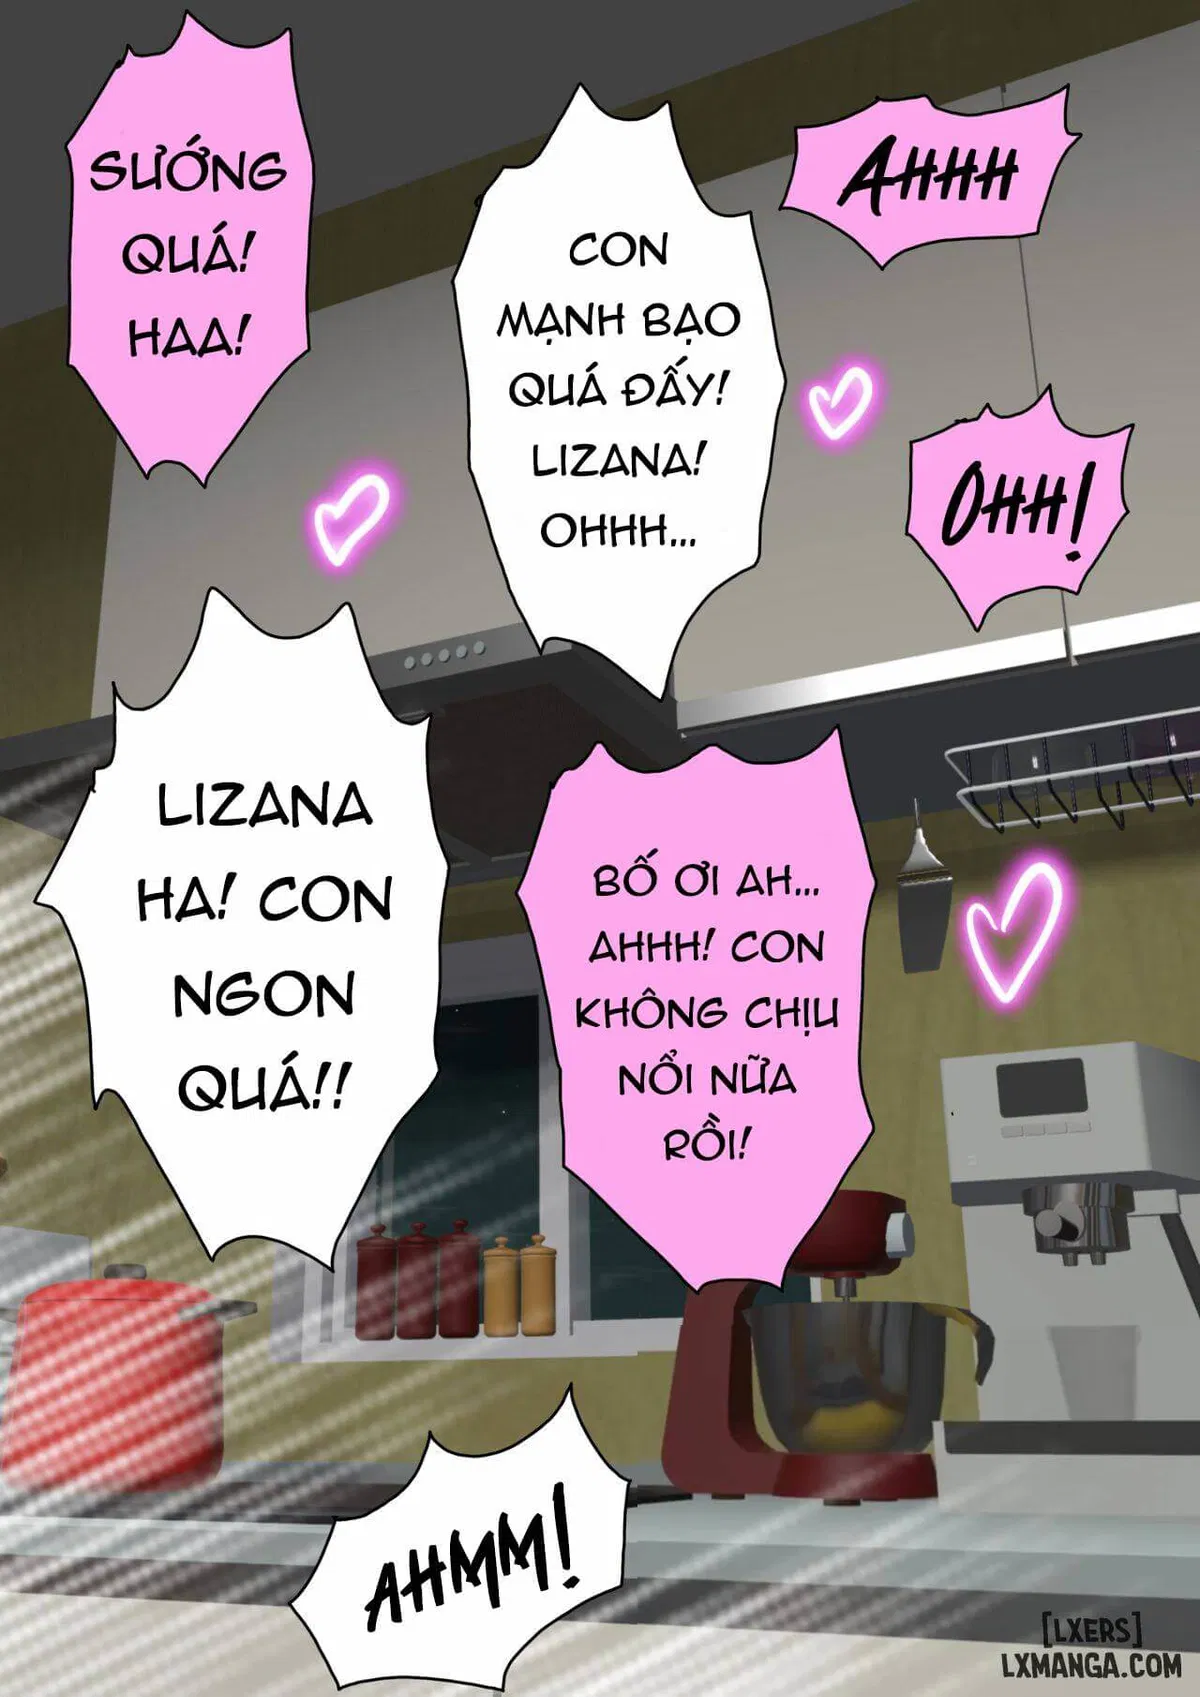 SƯỚNG
QUÁ!
HAA!
CON
MẠNH BẠO
QUÁ ĐẤY!
LIZANA!
OHHH...
AHHH
OHH!
LIZANA
HA! CON
NGON
QUÁ!!
BỐ ƠI AH...
AHHH! CON
KHÔNG CHỊU
NỔI NỮA
RỒI!
AHMM!
[LXERS]
LXMANGA.COM